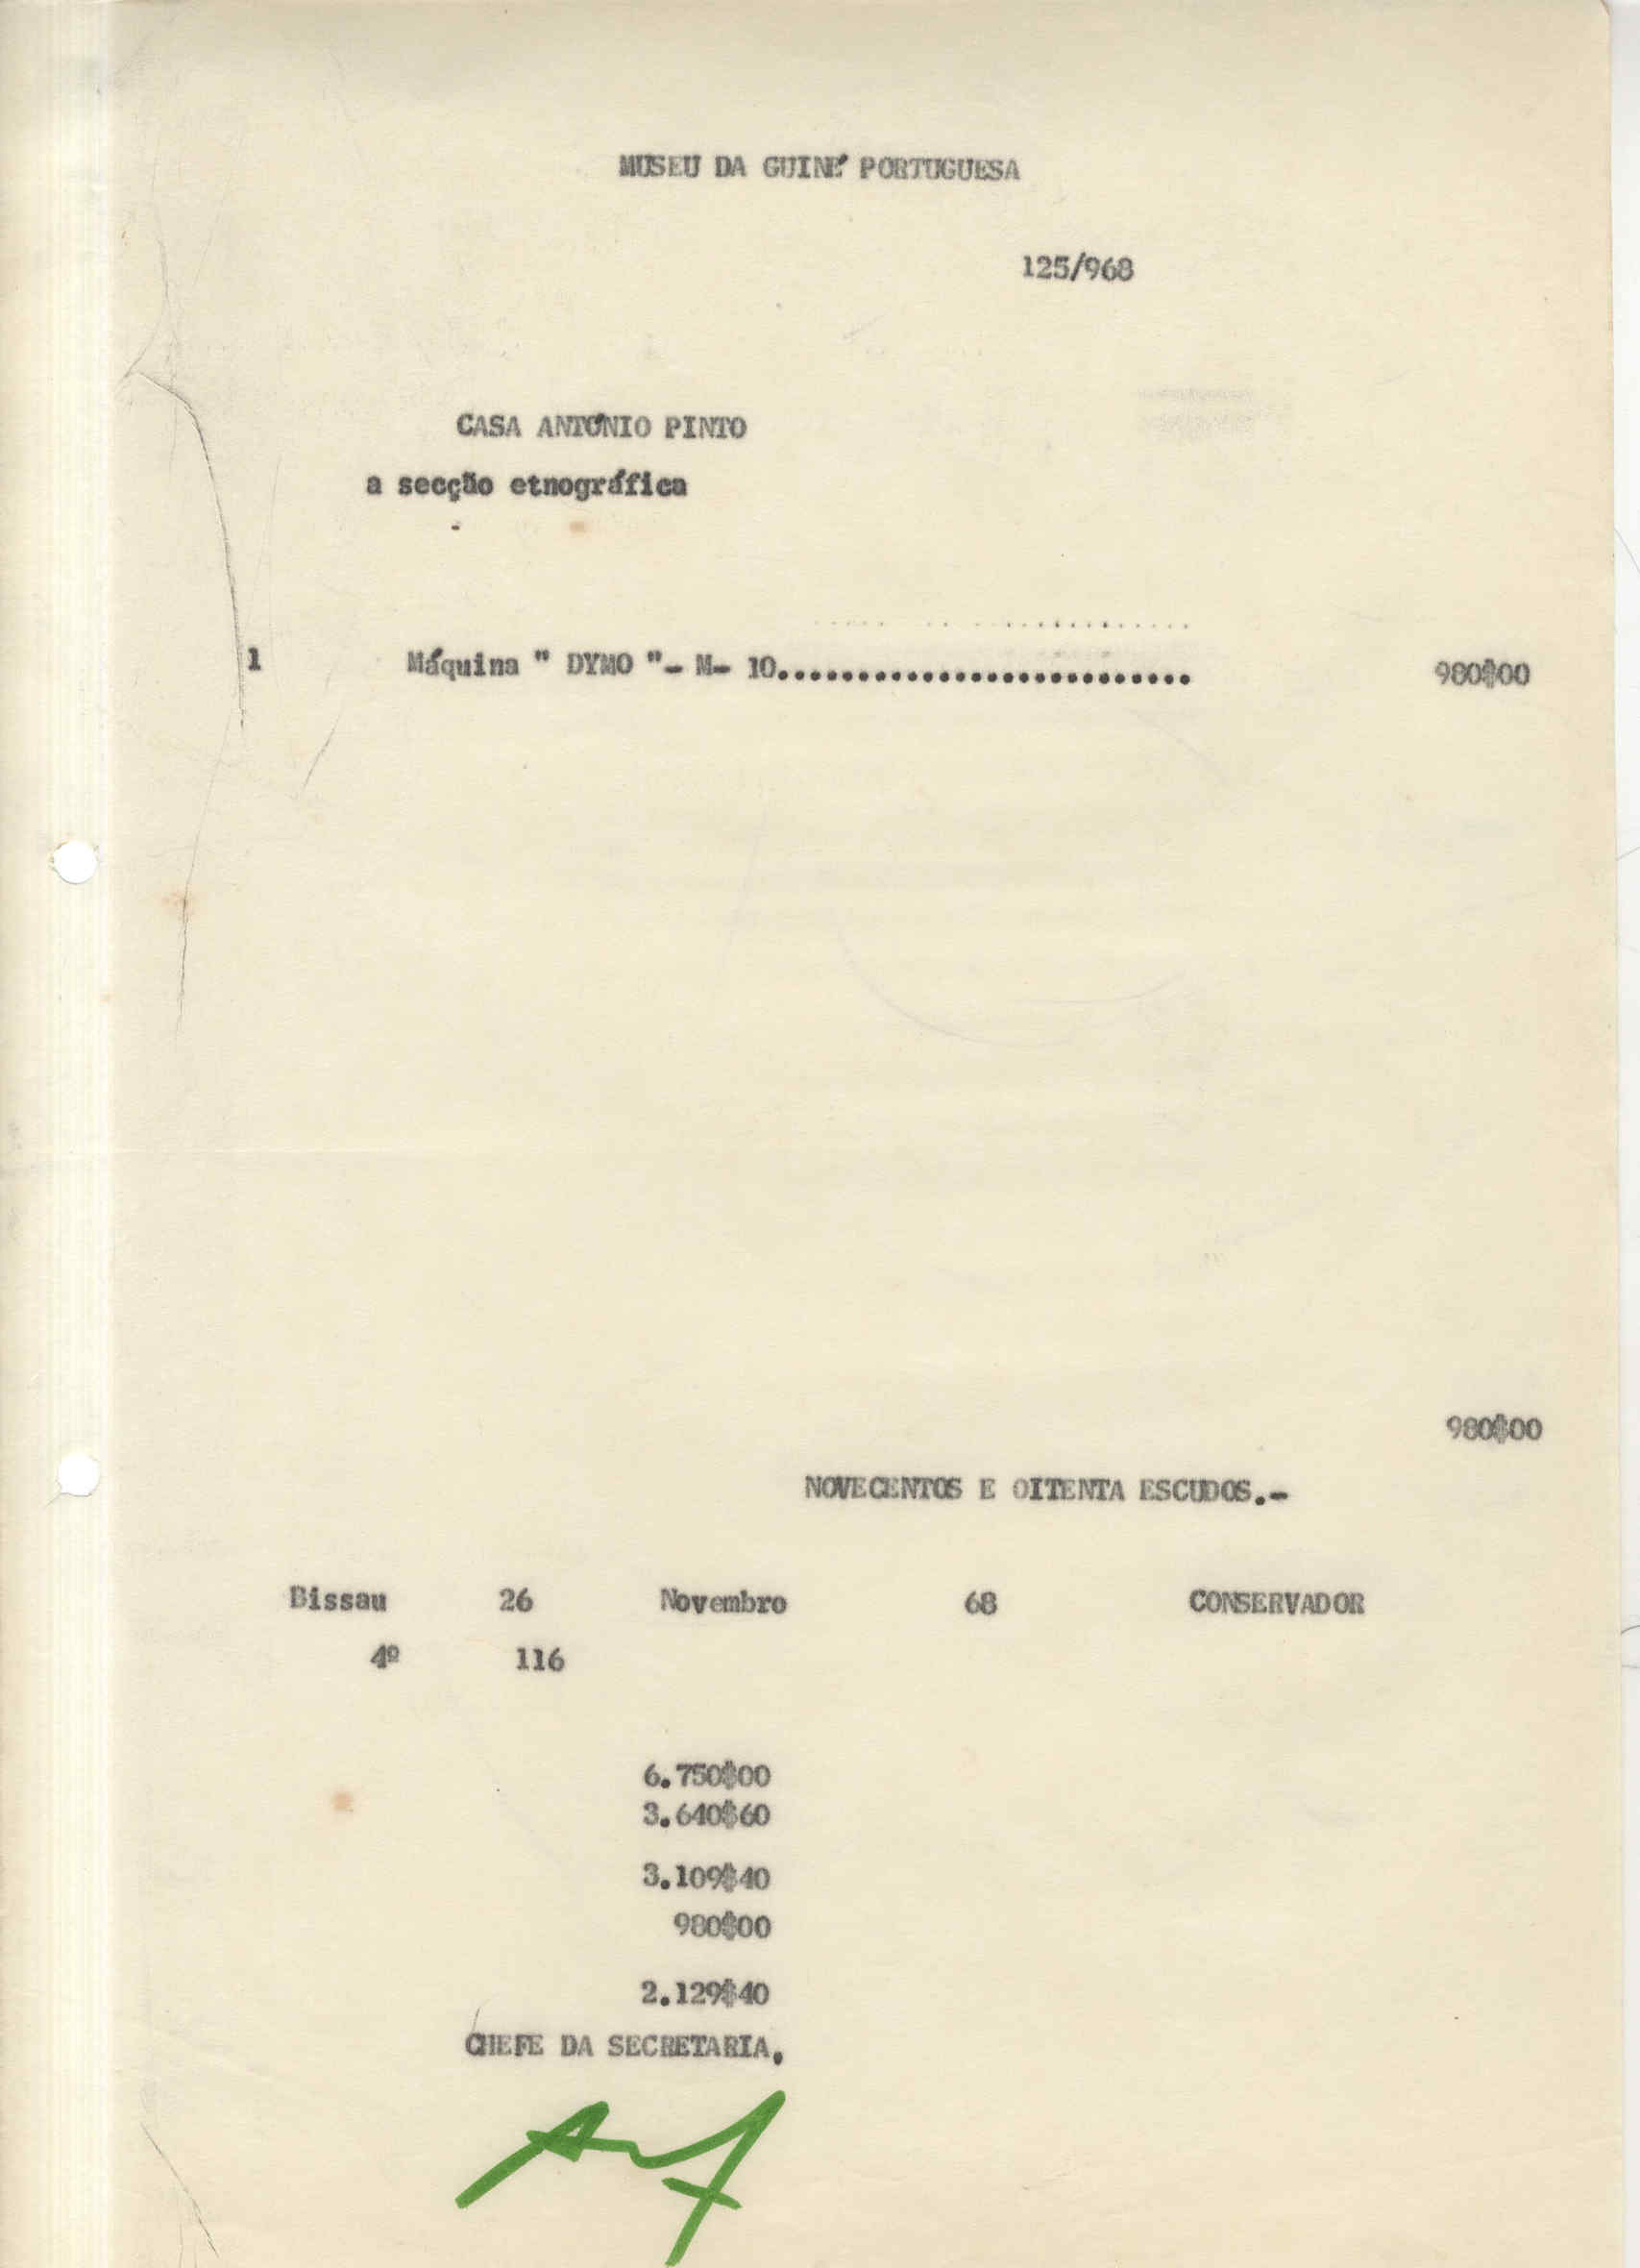 MUSEU DA GUINÉ PORTUGUESA
125/968
CASA ANTÓNIO PINTO
a secção etnográfica
1 Máquina " DYMO "- M- 10.......................... 980$00
980$00
NOVECENTOS E OITENTA ESCUDOS.-
Bissau 26 Novembro 68 CONSERVADOR
4º 116
6.750$00
3.640$60
3.109$40
980$00
2.129$40
CHEFE DA SECRETARIA,